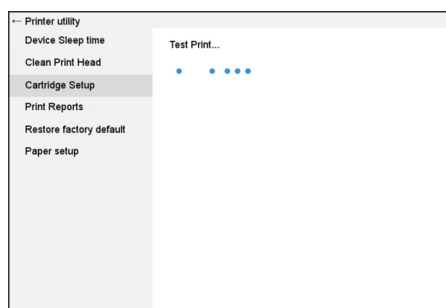 ← Printer utility
Device Sleep time
Clean Print Head
Cartridge Setup
Print Reports
Restore factory default
Paper setup
Test Print...